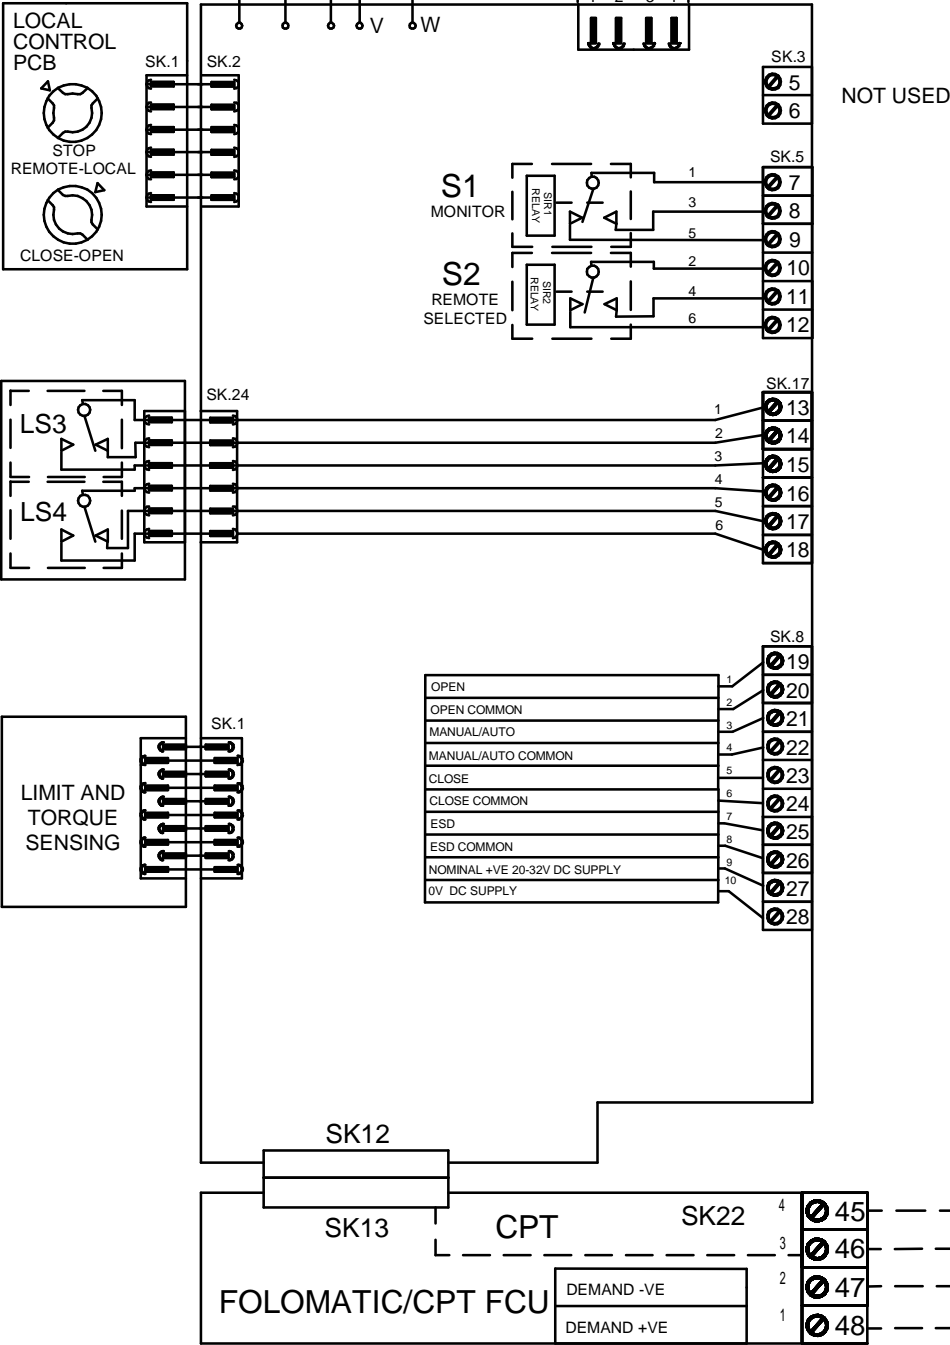 LOCAL
CONTROL
PCB
STOP
REMOTE-LOCAL
CLOSE-OPEN
SK.1
SK.2
V
W
SK.3
5
6
NOT USED
S1
MONITOR
SIR1
RELAY
1
3
5
SK.5
7
8
9
S2
REMOTE
SELECTED
SIR2
RELAY
2
4
6
10
11
12
LS3
LS4
SK.24
1
2
3
4
5
6
SK.17
13
14
15
16
17
18
LIMIT AND
TORQUE
SENSING
SK.1
SK.8
OPEN 1 19
OPEN COMMON 2 20
MANUAL/AUTO 3 21
MANUAL/AUTO COMMON 4 22
CLOSE 5 23
CLOSE COMMON 6 24
ESD 7 25
ESD COMMON 8 26
NOMINAL +VE 20-32V DC SUPPLY 9 27
0V DC SUPPLY 10 28
SK12
SK13
CPT
SK22
4 45
3 46
FOLOMATIC/CPT FCU
DEMAND -VE 2 47
DEMAND +VE 1 48